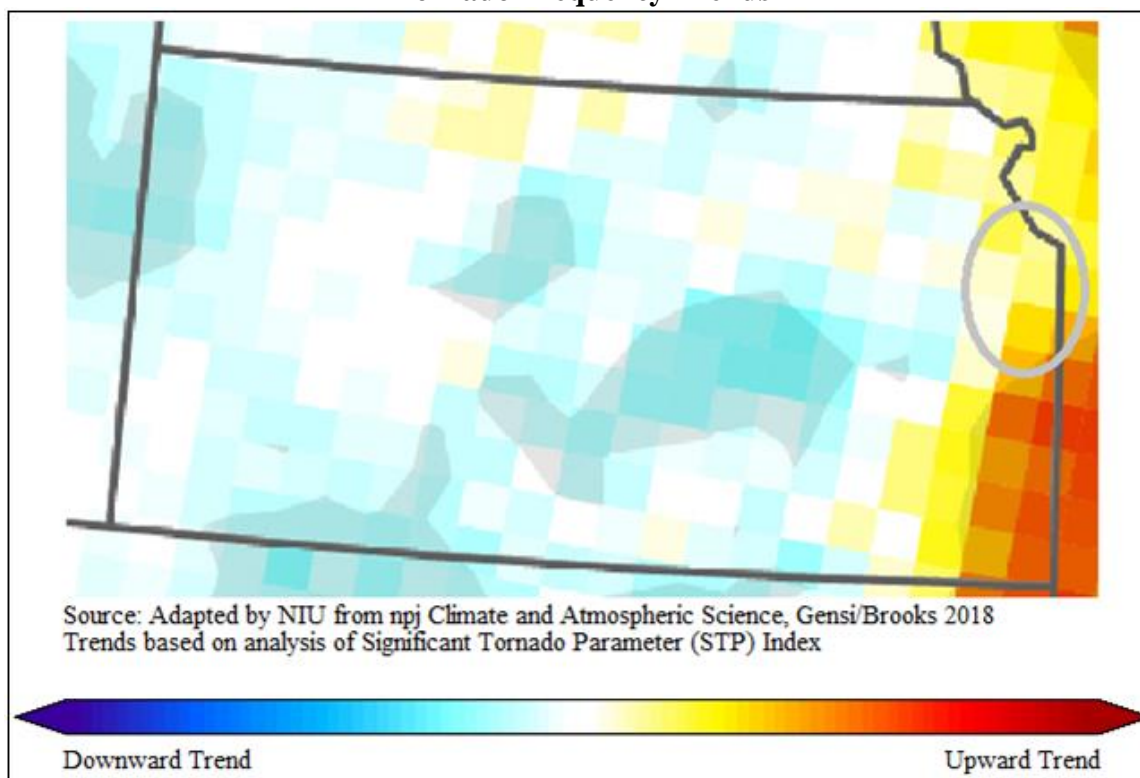 Source: Adapted by NIU from npj Climate and Atmospheric Science, Gensi/Brooks 2018
Trends based on analysis of Significant Tornado Parameter (STP) Index
Downward Trend
Upward Trend